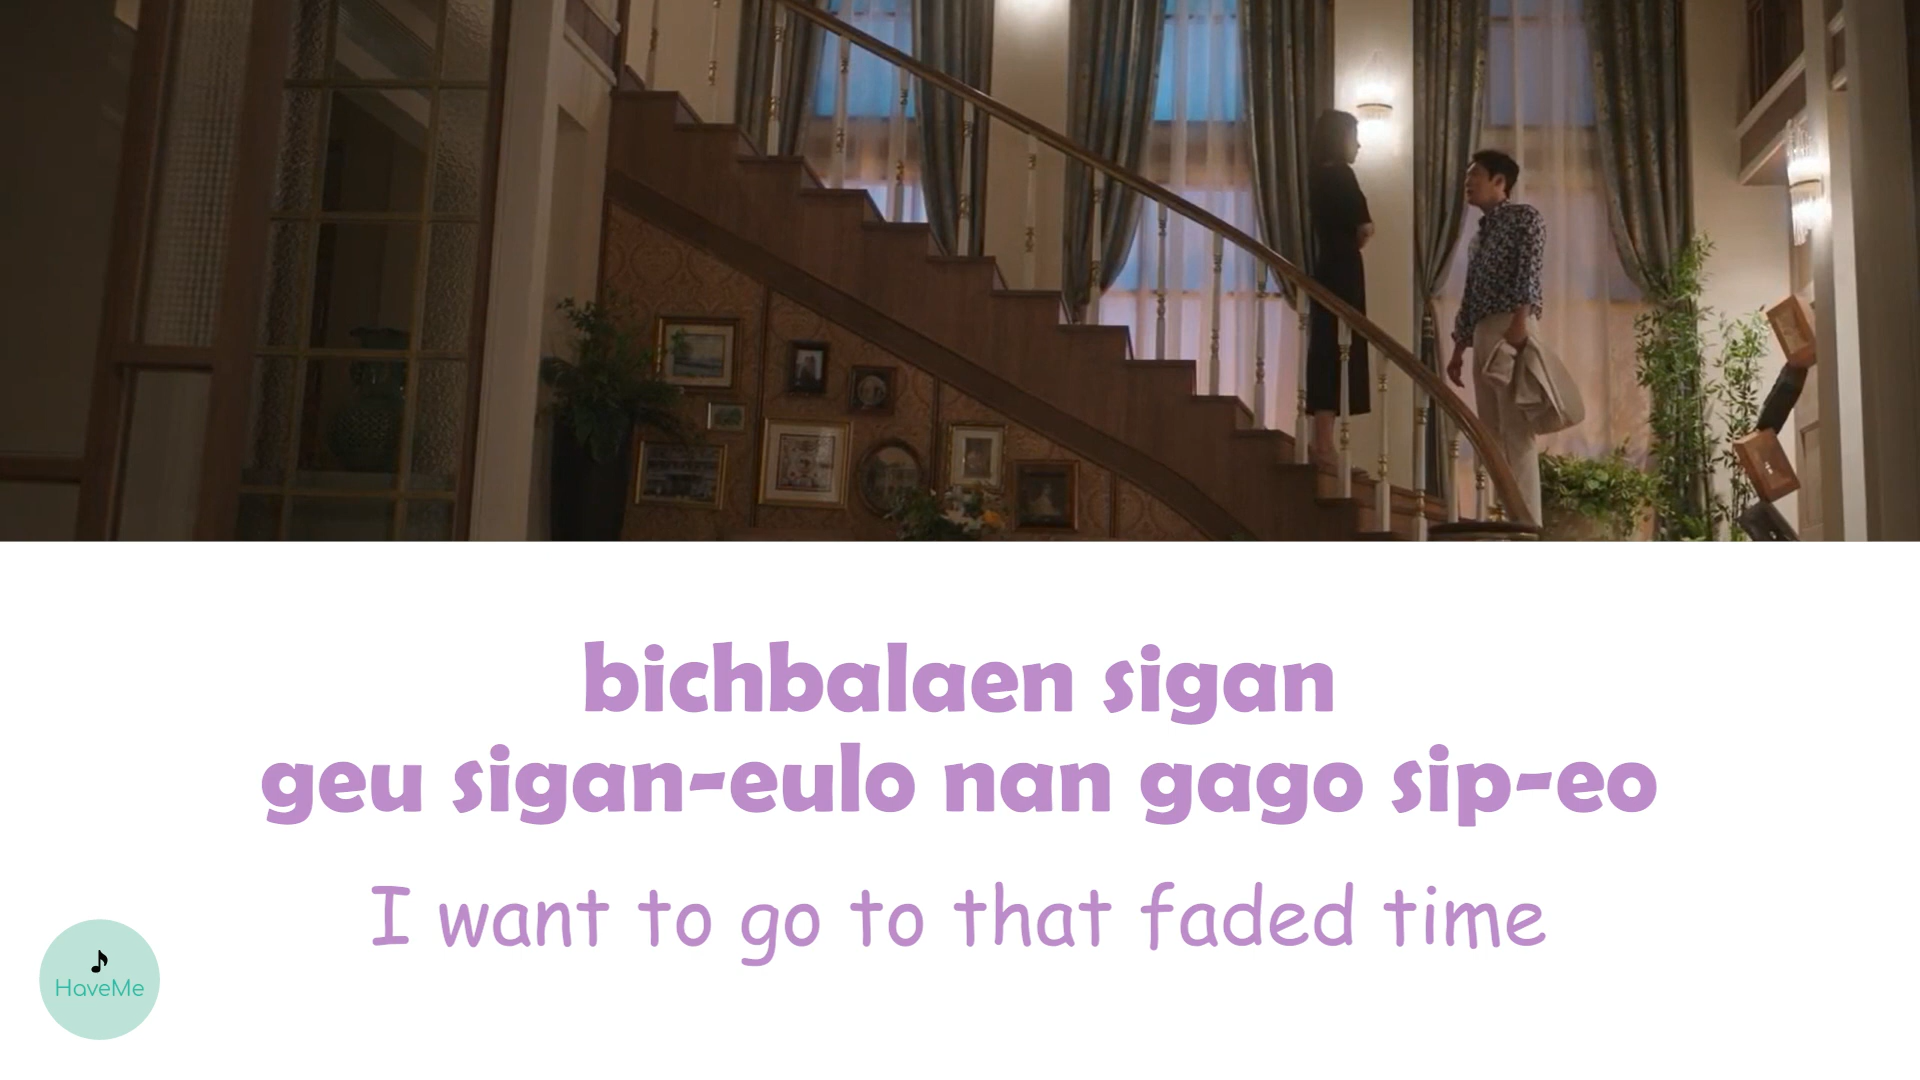 bichbalaen sigan
geu sigan-eulo nan gago sip-eo
I want to go to that faded time
HaveMe